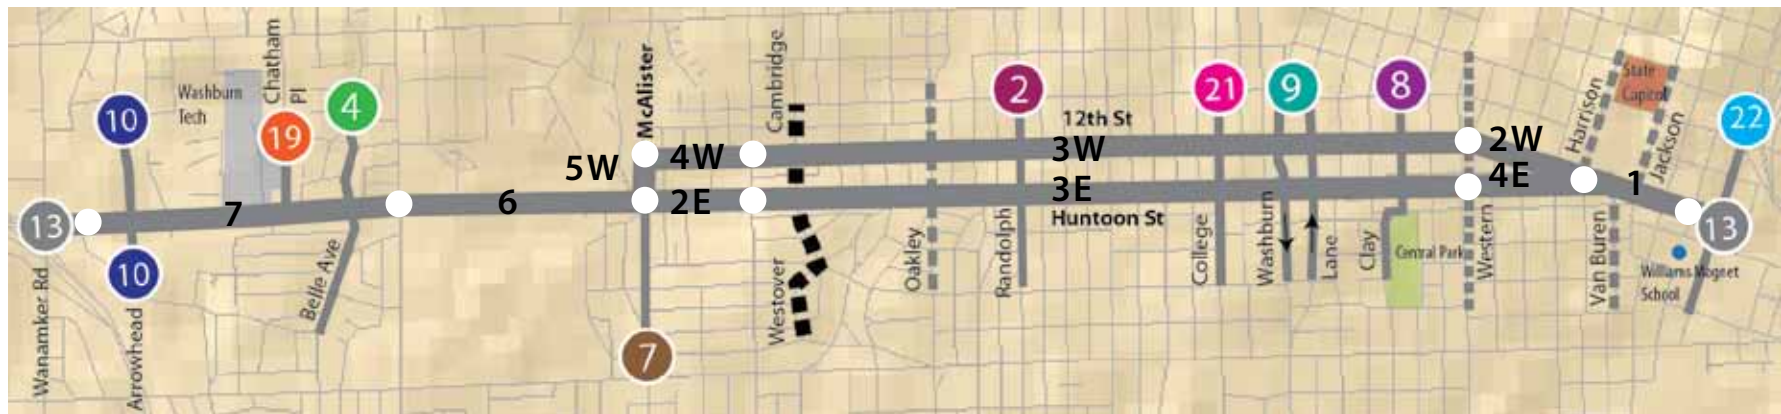 13
Wanamker Rd
10
10
Arrowhead
Washburn
Tech
Chatham
Pl
19
4
Belle Ave
7
6
5W
McAlister
4W
2E
7
Cambridge
Westover
Oakley
2
Randolph
12th St
3W
3E
Huntoon St
21
College
9
Washburn
Lane
8
Clay
Central Park
Western
2W
4E
Harrison
State
Capitol
Jackson
1
Van Buren
22
13
Williams Magnet
School